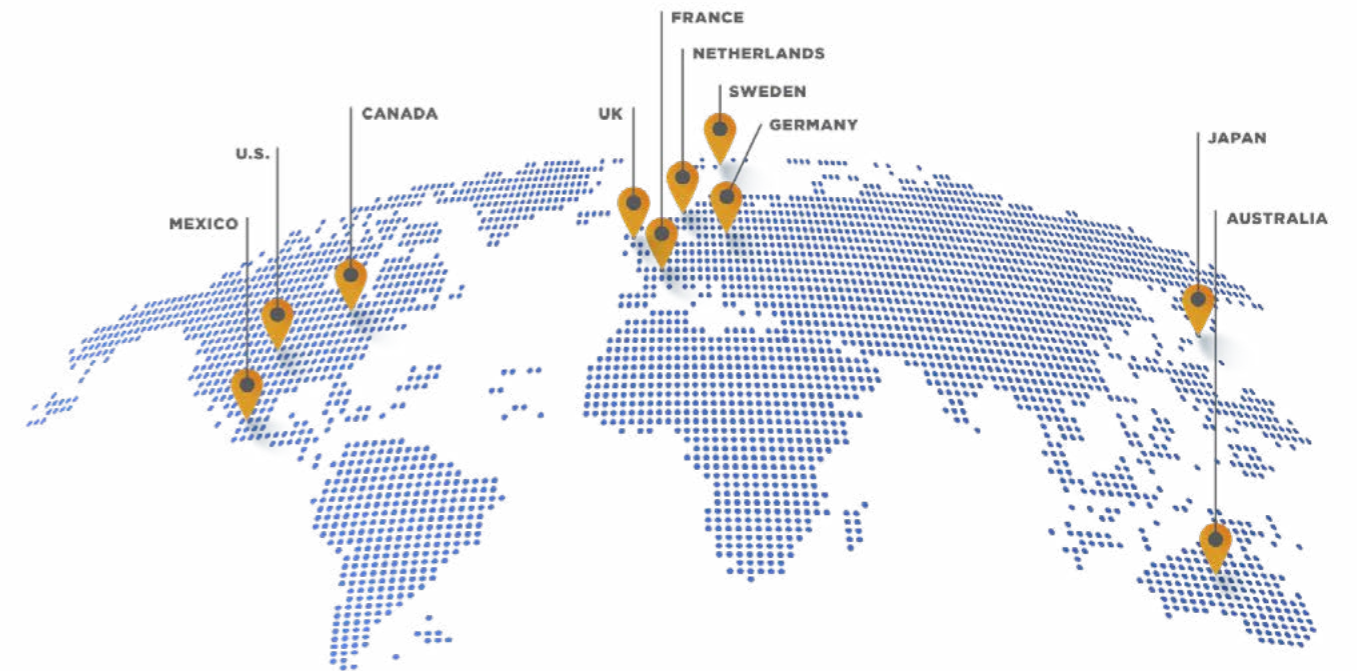 FRANCE
NETHERLANDS
SWEDEN
CANADA
UK
GERMANY
JAPAN
U.S.
AUSTRALIA
MEXICO